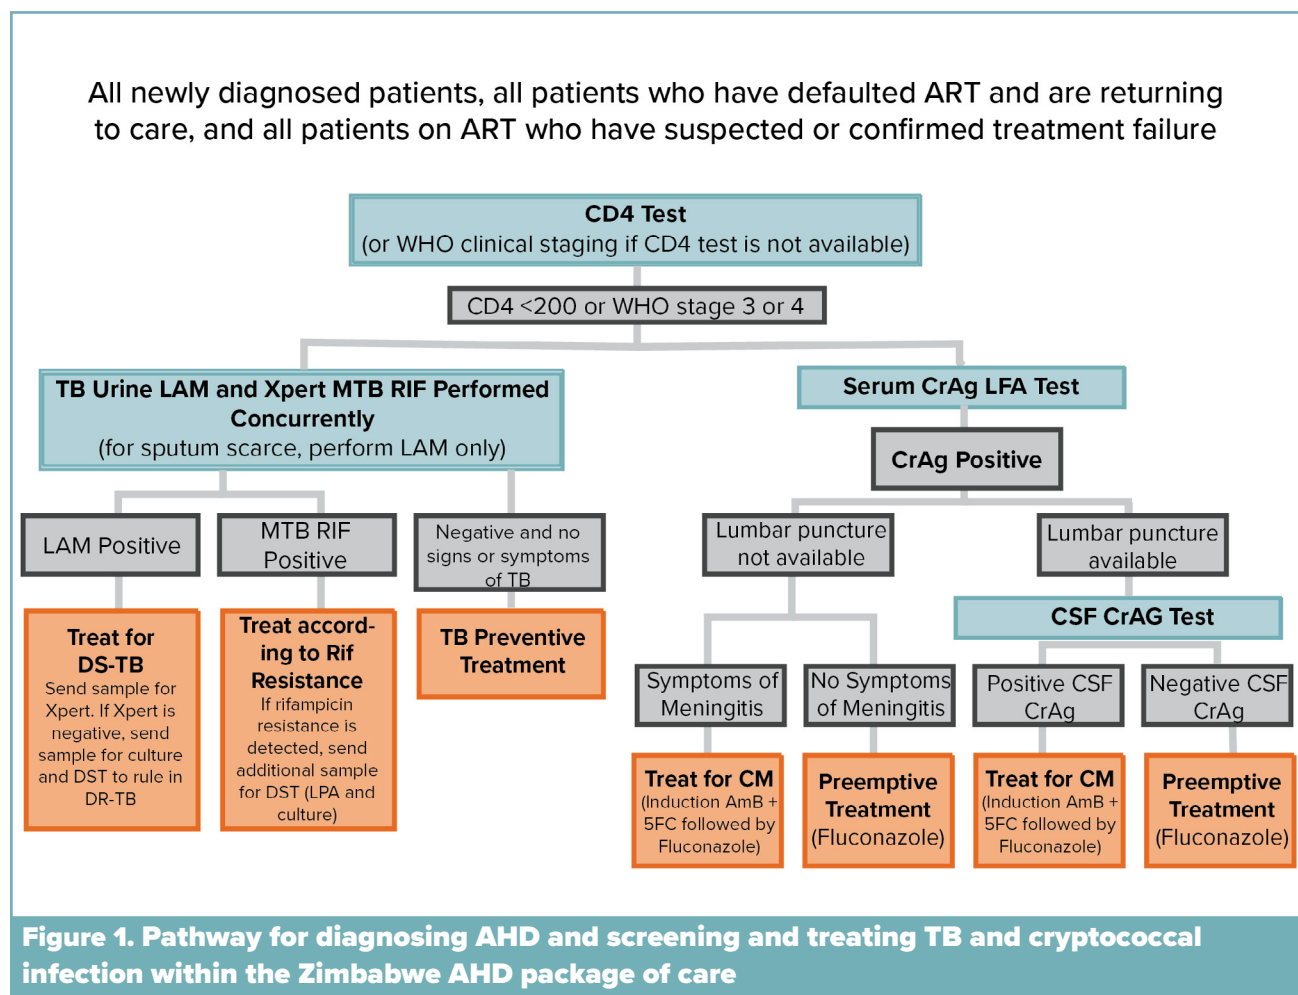 All newly diagnosed patients, all patients who have defaulted ART and are returning
to care, and all patients on ART who have suspected or confirmed treatment failure
CD4 Test
(or WHO clinical staging if CD4 test is not available)
CD4 <200 or WHO stage 3 or 4
TB Urine LAM and Xpert MTB RIF Performed
Concurrently
(for sputum scarce, perform LAM only)
LAM Positive
MTB RIF
Positive
Negative and no
signs or symptoms
of TB
Treat for
DS-TB
Send sample for
Xpert. If Xpert is
negative, send
sample for culture
and DST to rule in
DR-TB
Treat accord-
ing to Rif
Resistance
If rifampicin
resistance is
detected, send
additional sample
for DST (LPA and
culture)
TB Preventive
Treatment
Serum CrAg LFA Test
CrAg Positive
Lumbar puncture
not available
Lumbar puncture
available
CSF CrAG Test
Symptoms of
Meningitis
No Symptoms
of Meningitis
Positive CSF
CrAg
Negative CSF
CrAg
Treat for CM
(Induction AmB +
5FC followed by
Fluconazole)
Preemptive
Treatment
(Fluconazole)
Treat for CM
(Induction AmB +
5FC followed by
Fluconazole)
Preemptive
Treatment
(Fluconazole)
Figure 1. Pathway for diagnosing AHD and screening and treating TB and cryptococcal
infection within the Zimbabwe AHD package of care